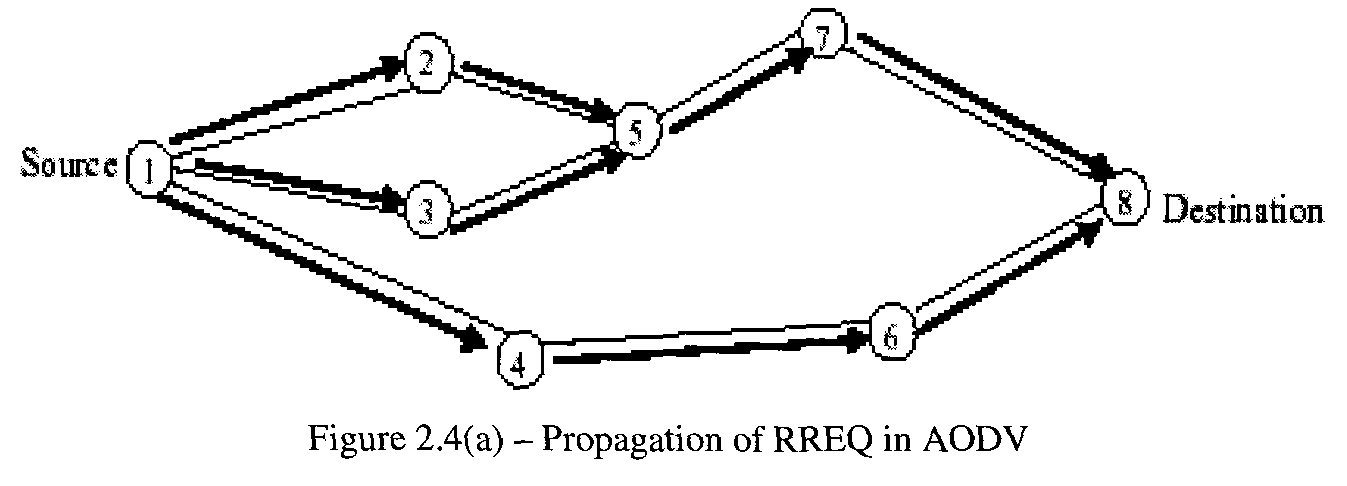 7
2
5
Source 1
3
8 Destination
6
4
Figure 2.4(a) – Propagation of RREQ in AODV